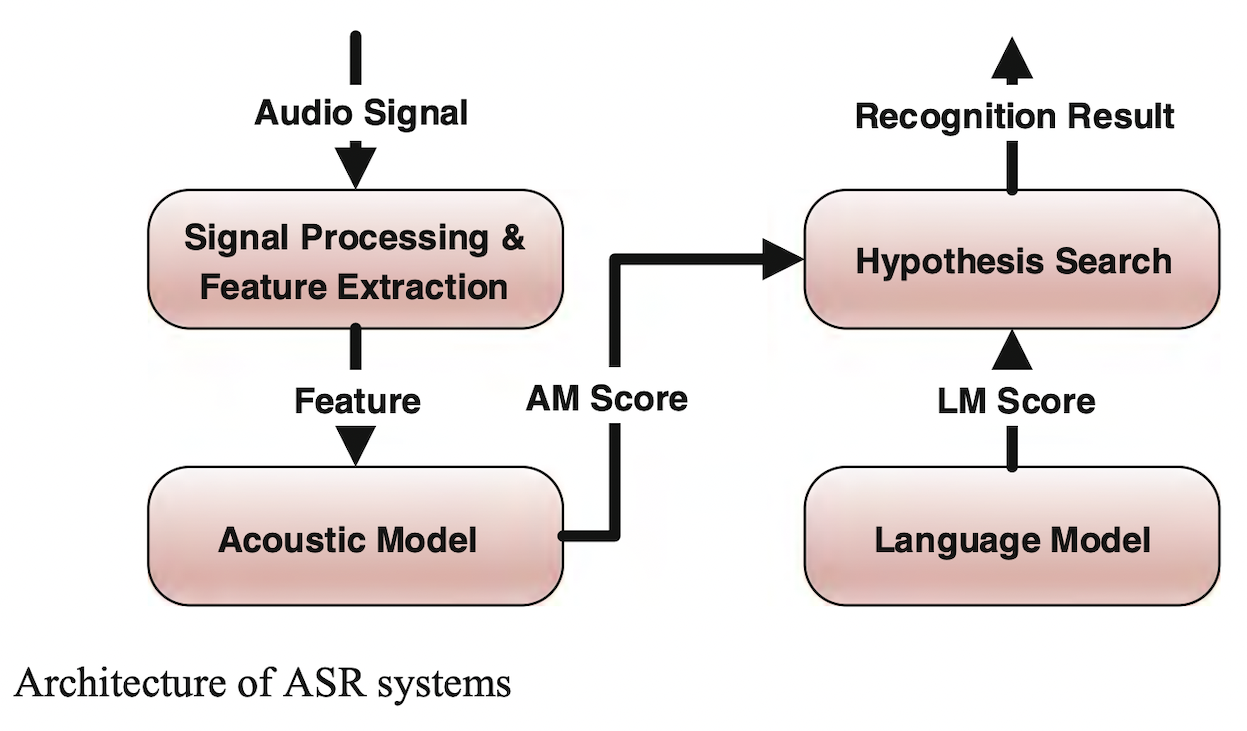 Audio Signal
Signal Processing &
Feature Extraction
Feature
Acoustic Model
AM Score
Recognition Result
Hypothesis Search
LM Score
Language Model
Architecture of ASR systems